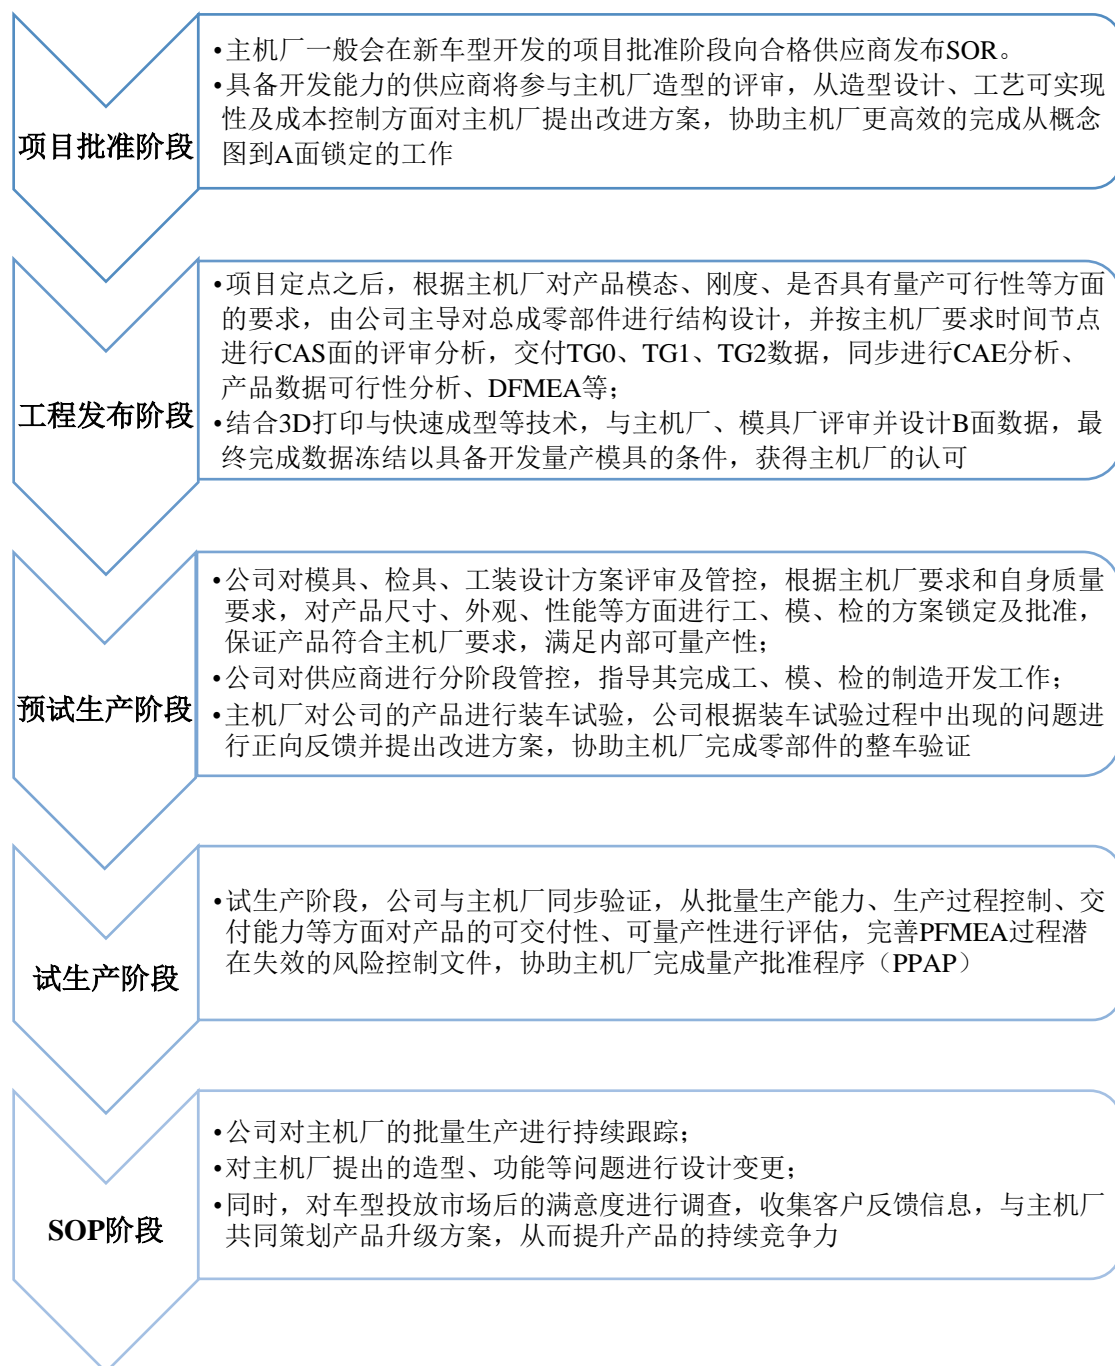 项目批准阶段
•主机厂一般会在新车型开发的项目批准阶段向合格供应商发布SOR。
•具备开发能力的供应商将参与主机厂造型的评审，从造型设计、工艺可实现
性及成本控制方面对主机厂提出改进方案，协助主机厂更高效的完成从概念
图到A面锁定的工作
工程发布阶段
•项目定点之后，根据主机厂对产品模态、刚度、是否具有量产可行性等方面
的要求，由公司主导对总成零部件进行结构设计，并按主机厂要求时间节点
进行CAS面的评审分析，交付TG0、TG1、TG2数据，同步进行CAE分析、
产品数据可行性分析、DFMEA等；
•结合3D打印与快速成型等技术，与主机厂、模具厂评审并设计B面数据，最
终完成数据冻结以具备开发量产模具的条件，获得主机厂的认可
预试生产阶段
•公司对模具、检具、工装设计方案评审及管控，根据主机厂要求和自身质量
要求，对产品尺寸、外观、性能等方面进行工、模、检的方案锁定及批准，
保证产品符合主机厂要求，满足内部可量产性；
•公司对供应商进行分阶段管控，指导其完成工、模、检的制造开发工作；
•主机厂对公司的产品进行装车试验，公司根据装车试验过程中出现的问题进
行正向反馈并提出改进方案，协助主机厂完成零部件的整车验证
试生产阶段
•试生产阶段，公司与主机厂同步验证，从批量生产能力、生产过程控制、交
付能力等方面对产品的可交付性、可量产性进行评估，完善PFMEA过程潜
在失效的风险控制文件，协助主机厂完成量产批准程序（PPAP）
SOP阶段
•公司对主机厂的批量生产进行持续跟踪；
•对主机厂提出的造型、功能等问题进行设计变更；
•同时，对车型投放市场后的满意度进行调查，收集客户反馈信息，与主机厂
共同策划产品升级方案，从而提升产品的持续竞争力